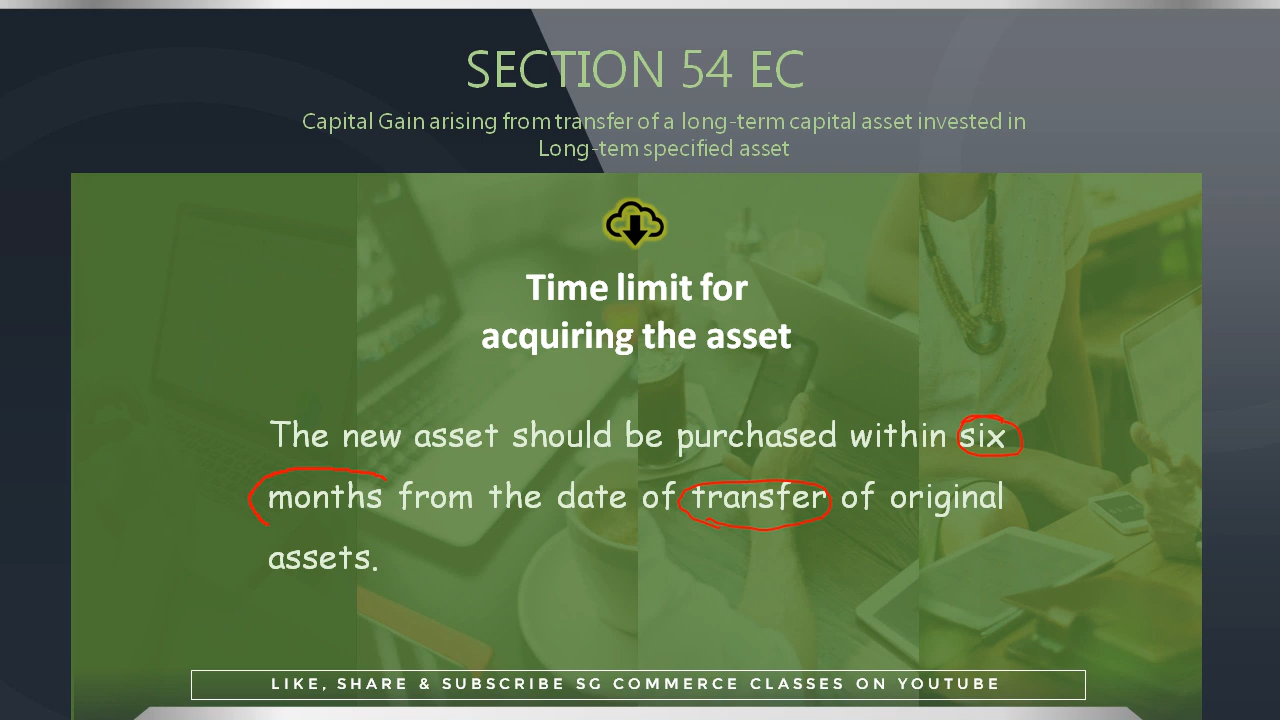 SECTION 54 EC
Capital Gain arising from transfer of a long-term capital asset invested in
Long-tem specified asset
Time limit for
acquiring the asset
The new asset should be purchased within six
months from the date of transfer of original
assets.
LIKE, SHARE & SUBSCRIBE SG COMMERCE CLASSES ON YOUTUBE